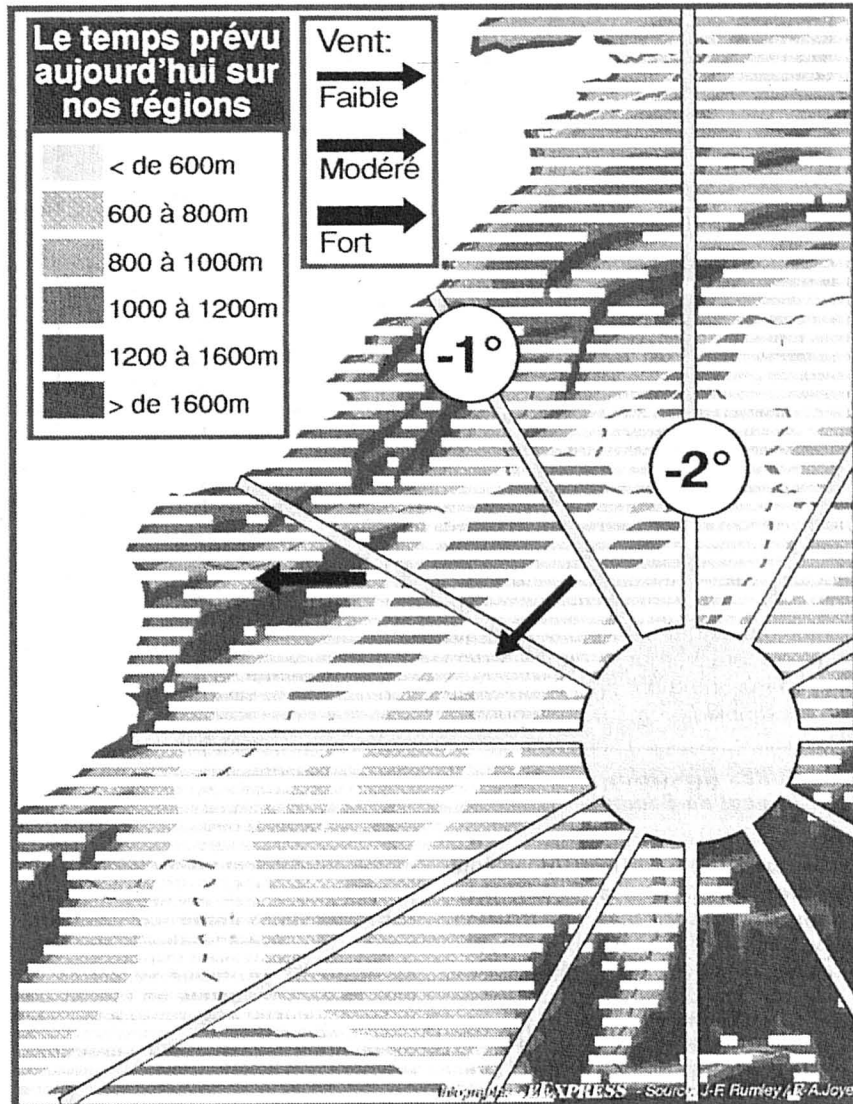 Le temps prévu
aujourd'hui sur
nos régions
< de 600m
600 à 800m
800 à 1000m
1000 à 1200m
1200 à 1600m
> de 1600m
Vent:
Faible
Modéré
Fort
-1°
-2°
Infographie - L'EXPRESS - Source: J-F. Rumley / R-A. Joye